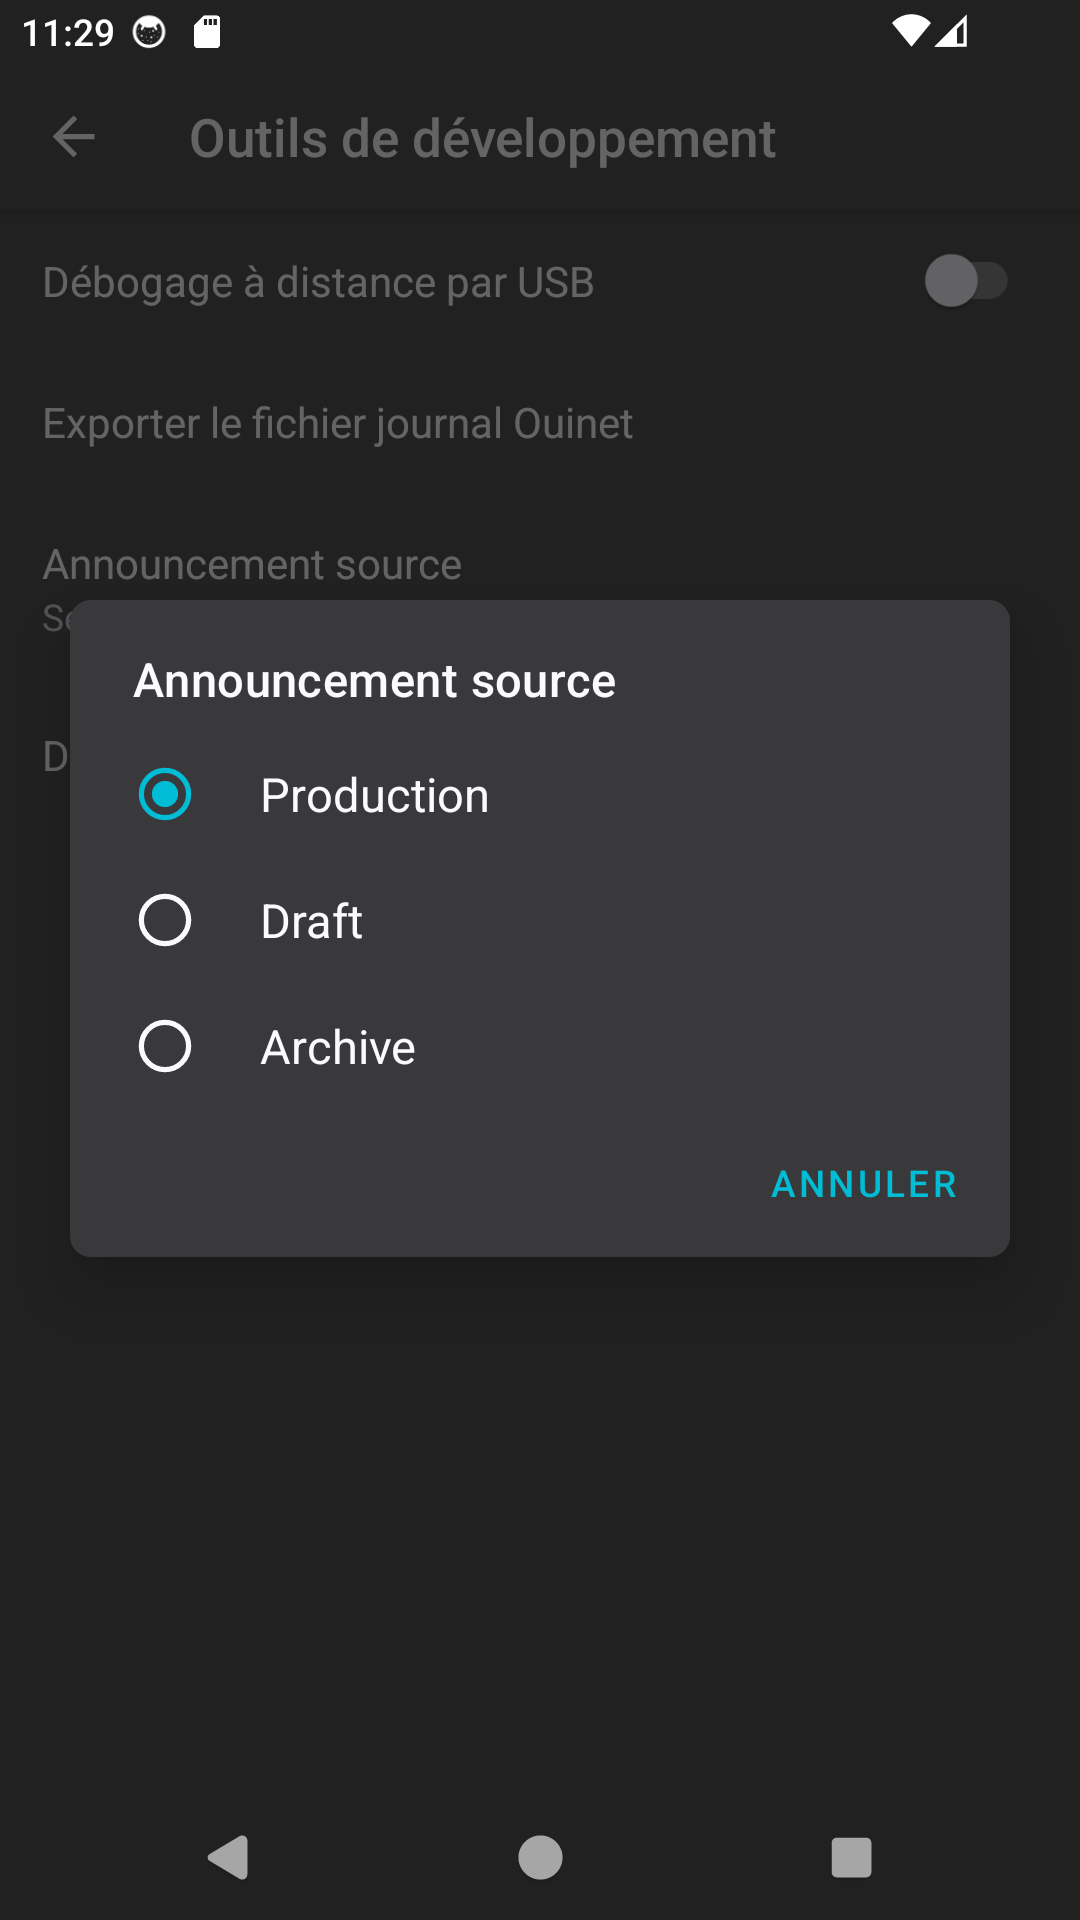 11:29
Outils de développement
Débogage à distance par USB
Exporter le fichier journal Ouinet
Announcement source
Announcement source
Production
Draft
Archive
ANNULER